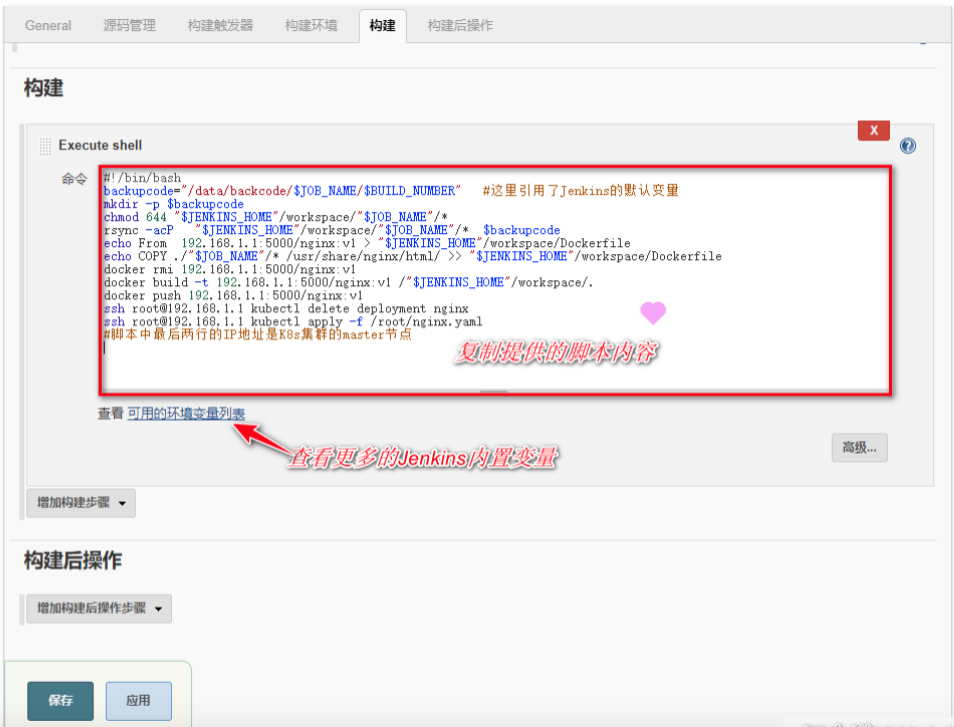 General 源码管理 构建触发器 构建环境 构建 构建后操作
构建
Execute shell
X
命令
#!/bin/bash
backupcode="/data/backcode/$JOB_NAME/$BUILD_NUMBER" #这里引用了Jenkins的默认变量
mkdir -p $backupcode
chmod 644 "$JENKINS_HOME"/workspace/"$JOB_NAME"/*
rsync -acP "$JENKINS_HOME"/workspace/"$JOB_NAME"/* $backupcode
echo From 192.168.1.1:5000/nginx:v1 > "$JENKINS_HOME"/workspace/Dockerfile
echo COPY ./"$JOB_NAME"/* /usr/share/nginx/html/ >> "$JENKINS_HOME"/workspace/Dockerfile
docker rmi 192.168.1.1:5000/nginx:v1
docker build -t 192.168.1.1:5000/nginx:v1 /"$JENKINS_HOME"/workspace/.
docker push 192.168.1.1:5000/nginx:v1
ssh root@192.168.1.1 kubectl delete deployment nginx
ssh root@192.168.1.1 kubectl apply -f /root/nginx.yaml
#脚本中最后两行的IP地址是K8s集群的master节点
复制提供的脚本内容
查看 可用的环境变量列表
查看更多的Jenkins内置变量
高级...
增加构建步骤
构建后操作
增加构建后操作步骤
保存 应用